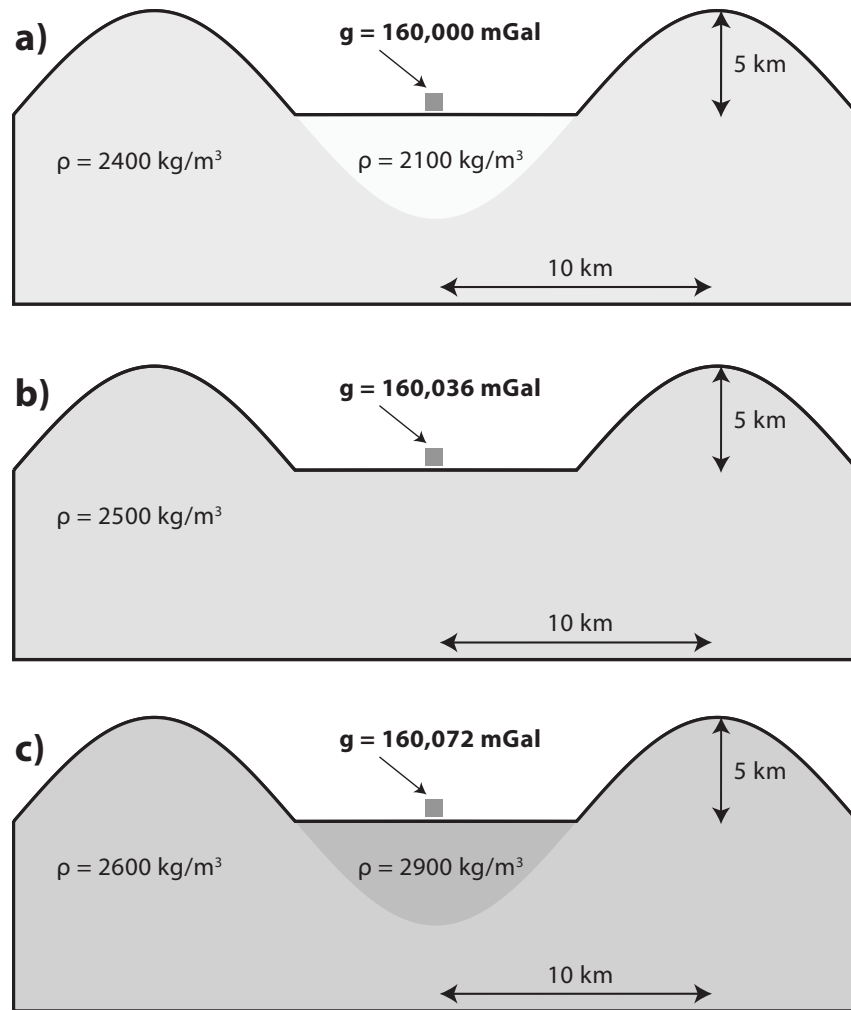 a)
g = 160,000 mGal
5 km
ρ = 2400 kg/m³
ρ = 2100 kg/m³
10 km
b)
g = 160,036 mGal
5 km
ρ = 2500 kg/m³
10 km
c)
g = 160,072 mGal
5 km
ρ = 2600 kg/m³
ρ = 2900 kg/m³
10 km